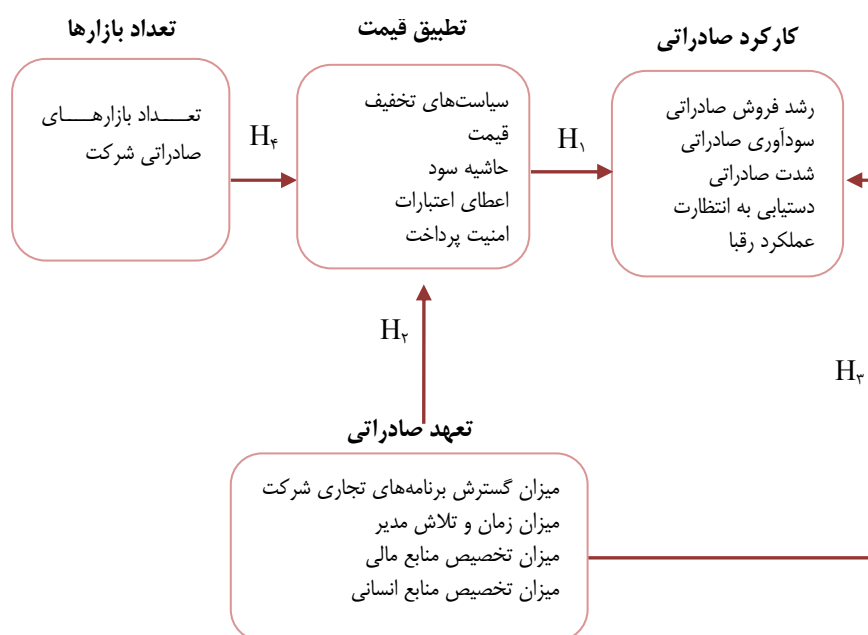 کارکرد صادراتی
رشد فروش صادراتی
سودآوری صادراتی
شدت صادراتی
دستیابی به انتظارت
عملکرد رقبا
H۱
تطبیق قیمت
سیاست‌های تخفیف
قیمت
حاشیه سود
اعطای اعتبارات
امنیت پرداخت
H۴
تعداد بازارها
تعـــداد بازارهـــای
صادراتی شرکت
H۲
H۳
تعهد صادراتی
میزان گسترش برنامه‌های تجاری شرکت
میزان زمان و تلاش مدیر
میزان تخصیص منابع مالی
میزان تخصیص منابع انسانی